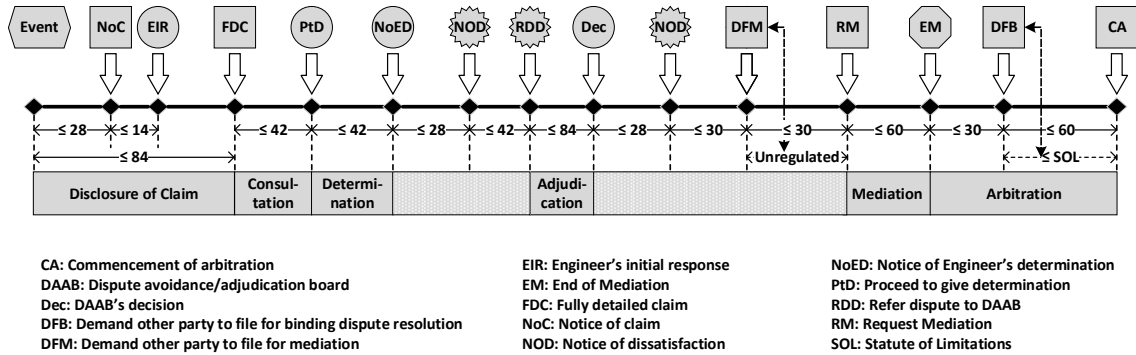 Event NoC EIR FDC PtD NoED NOD RDD Dec NOD DFM RM EM DFB CA
≤ 28 ≤ 14 ≤ 42 ≤ 42 ≤ 28 ≤ 42 ≤ 84 ≤ 28 ≤ 30 ≤ 30 ≤ 60 ≤ 30 ≤ 60
≤ 84 Unregulated ≤ SOL
Disclosure of Claim Consul-
tation Determi-
nation Adjudi-
cation Mediation Arbitration
CA: Commencement of arbitration
DAAB: Dispute avoidance/adjudication board
Dec: DAAB's decision
DFB: Demand other party to file for binding dispute resolution
DFM: Demand other party to file for mediation
EIR: Engineer's initial response
EM: End of Mediation
FDC: Fully detailed claim
NoC: Notice of claim
NOD: Notice of dissatisfaction
NoED: Notice of Engineer's determination
PtD: Proceed to give determination
RDD: Refer dispute to DAAB
RM: Request Mediation
SOL: Statute of Limitations